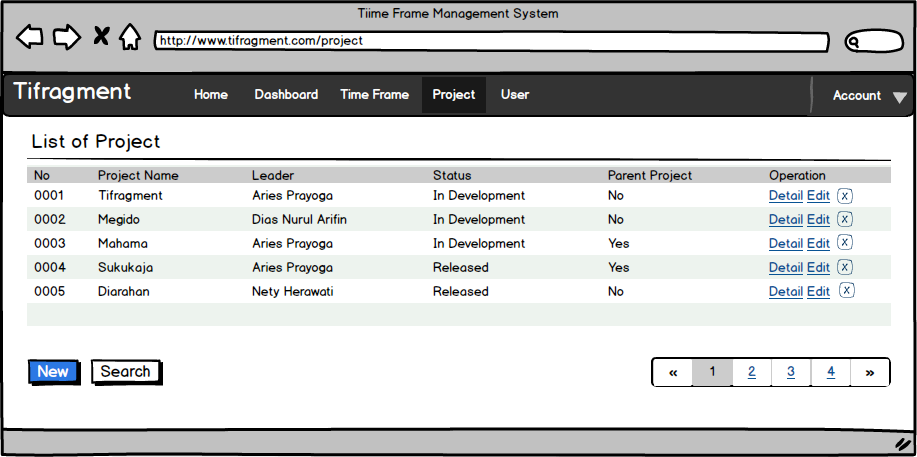 Tiime Frame Management System
http://www.tifragment.com/project
Tifragment Home Dashboard Time Frame Project User Account
List of Project
No Project Name Leader Status Parent Project Operation
0001 Tifragment Aries Prayoga In Development No Detail Edit X
0002 Megido Dias Nurul Arifin In Development No Detail Edit X
0003 Mahama Aries Prayoga In Development Yes Detail Edit X
0004 Sukukaja Aries Prayoga Released Yes Detail Edit X
0005 Diarahan Nety Herawati Released No Detail Edit X
New Search « 1 2 3 4 »